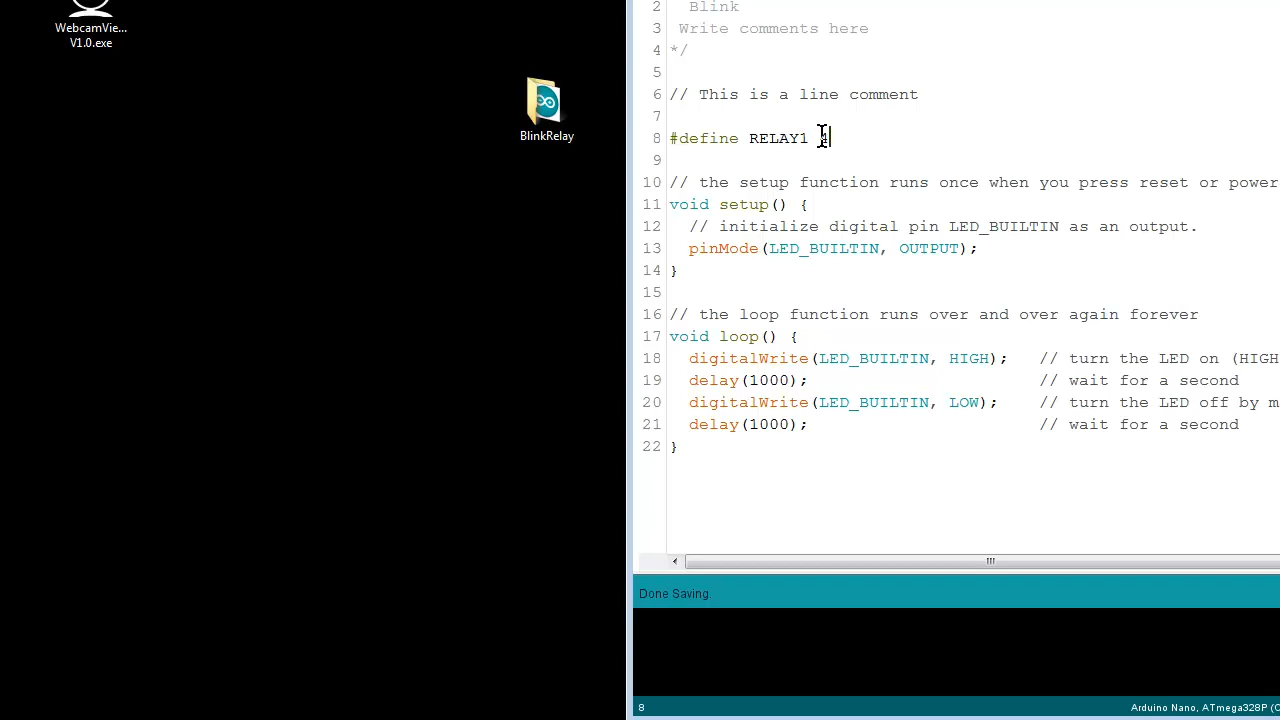 WebcamVie...
V1.0.exe
BlinkRelay
2 Blink
3 Write comments here
4 */
5
6 // This is a line comment
7
8 #define RELAY1
9
10 // the setup function runs once when you press reset or power
11 void setup() {
12 // initialize digital pin LED_BUILTIN as an output.
13 pinMode(LED_BUILTIN, OUTPUT);
14 }
15
16 // the loop function runs over and over again forever
17 void loop() {
18 digitalWrite(LED_BUILTIN, HIGH); // turn the LED on (HIGH
19 delay(1000); // wait for a second
20 digitalWrite(LED_BUILTIN, LOW); // turn the LED off by m
21 delay(1000); // wait for a second
22 }
Done Saving.
8 Arduino Nano, ATmega328P (O